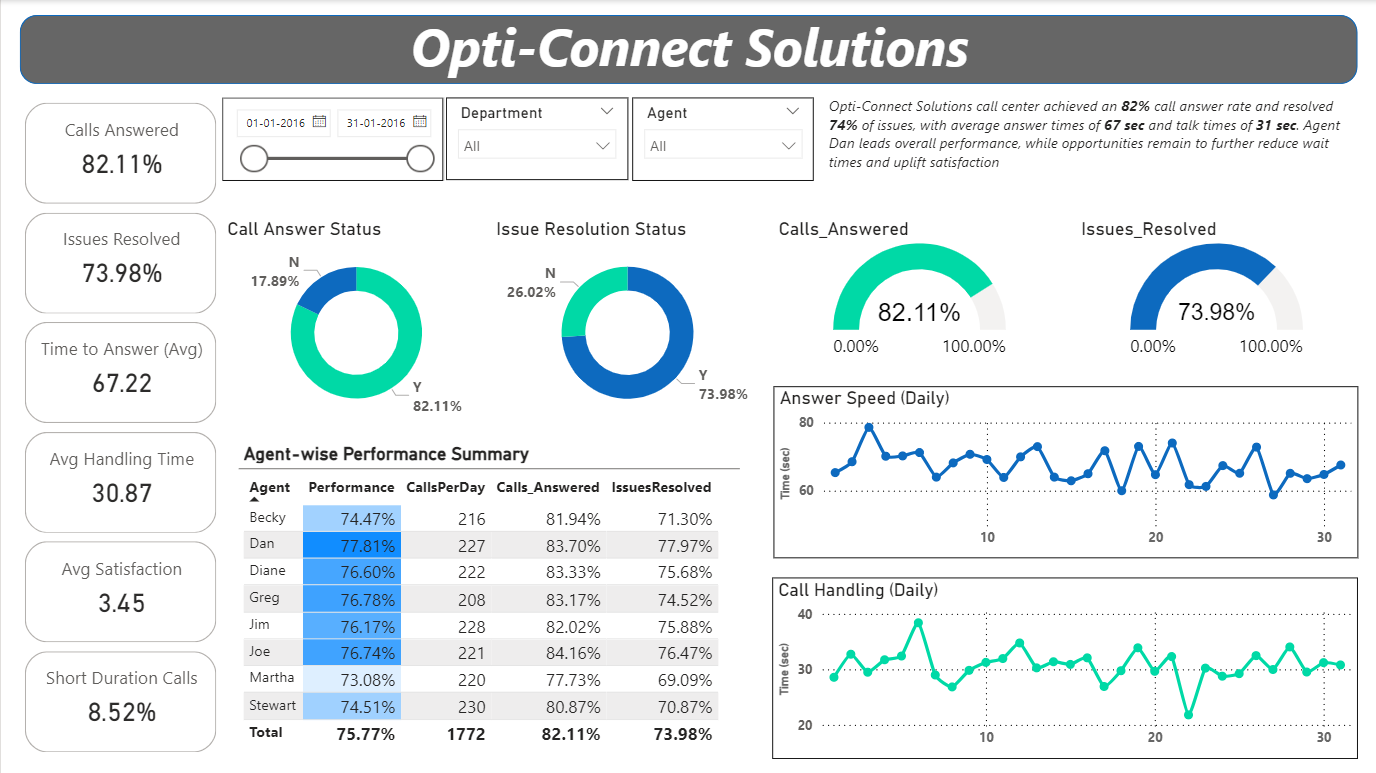 Opti-Connect Solutions
Calls Answered
82.11%
Issues Resolved
73.98%
Time to Answer (Avg)
67.22
Avg Handling Time
30.87
Avg Satisfaction
3.45
Short Duration Calls
8.52%
01-01-2016 31-01-2016
Department
All
Agent
All
Opti-Connect Solutions call center achieved an 82% call answer rate and resolved
74% of issues, with average answer times of 67 sec and talk times of 31 sec. Agent
Dan leads overall performance, while opportunities remain to further reduce wait
times and uplift satisfaction
Call Answer Status
N
17.89%
Y
82.11%
Issue Resolution Status
N
26.02%
Y
73.98%
Calls_Answered
82.11%
0.00% 100.00%
Issues_Resolved
73.98%
0.00% 100.00%
Agent-wise Performance Summary
Agent Performance CallsPerDay Calls_Answered IssuesResolved
Becky 74.47% 216 81.94% 71.30%
Dan 77.81% 227 83.70% 77.97%
Diane 76.60% 222 83.33% 75.68%
Greg 76.78% 208 83.17% 74.52%
Jim 76.17% 228 82.02% 75.88%
Joe 76.74% 221 84.16% 76.47%
Martha 73.08% 220 77.73% 69.09%
Stewart 74.51% 230 80.87% 70.87%
Total 75.77% 1772 82.11% 73.98%
Answer Speed (Daily)
Time (sec)
80
60
10 20 30
Call Handling (Daily)
Time (sec)
40
30
20
10 20 30